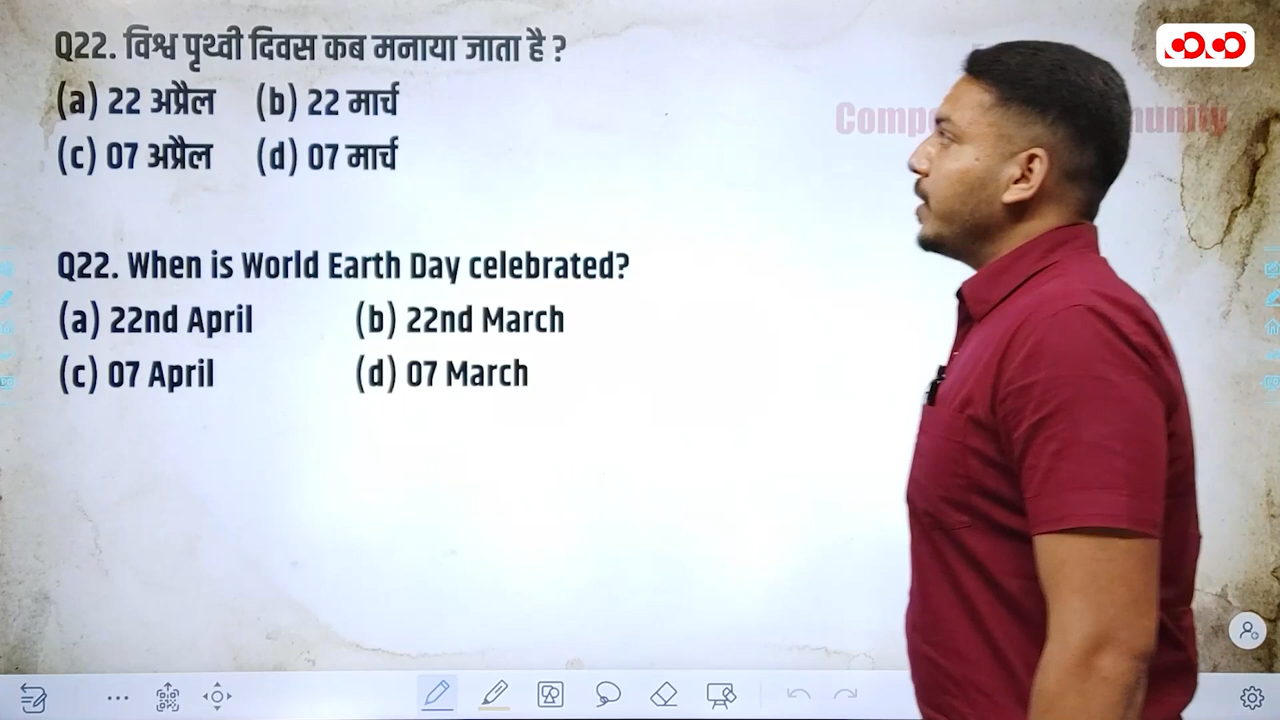 Q22. विश्व पृथ्वी दिवस कब मनाया जाता है ?
(a) 22 अप्रैल (b) 22 मार्च
(c) 07 अप्रैल (d) 07 मार्च
Q22. When is World Earth Day celebrated?
(a) 22nd April (b) 22nd March
(c) 07 April (d) 07 March